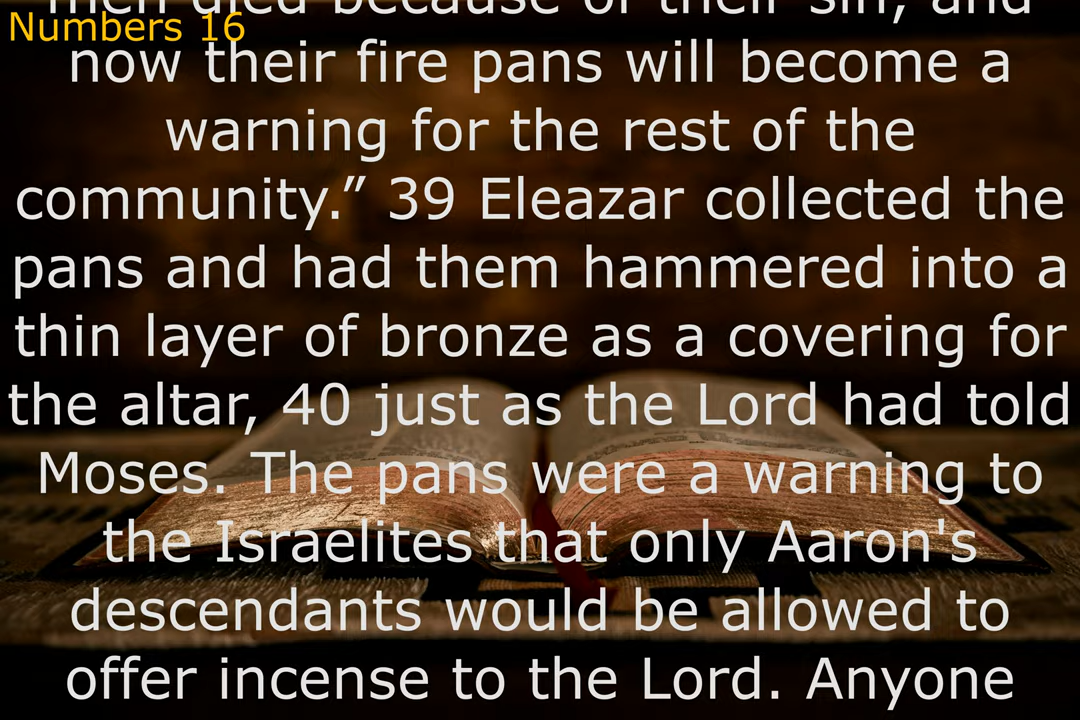 men died because of their sin, and
Numbers 16
now their fire pans will become a
warning for the rest of the
community.” 39 Eleazar collected the
pans and had them hammered into a
thin layer of bronze as a covering for
the altar, 40 just as the Lord had told
Moses. The pans were a warning to
the Israelites that only Aaron's
descendants would be allowed to
offer incense to the Lord. Anyone